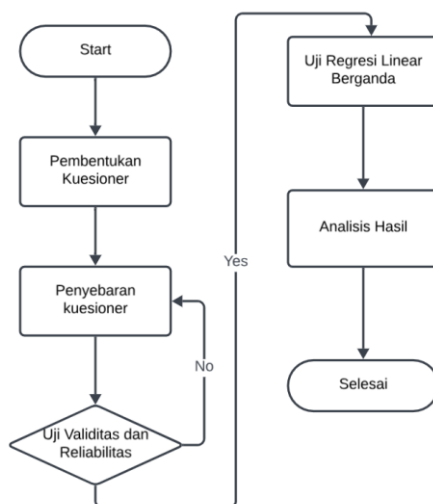 Start
Pembentukan
Kuesioner
Penyebaran
kuesioner
No
Uji Validitas dan
Reliabilitas
Yes
Uji Regresi Linear
Berganda
Analisis Hasil
Selesai